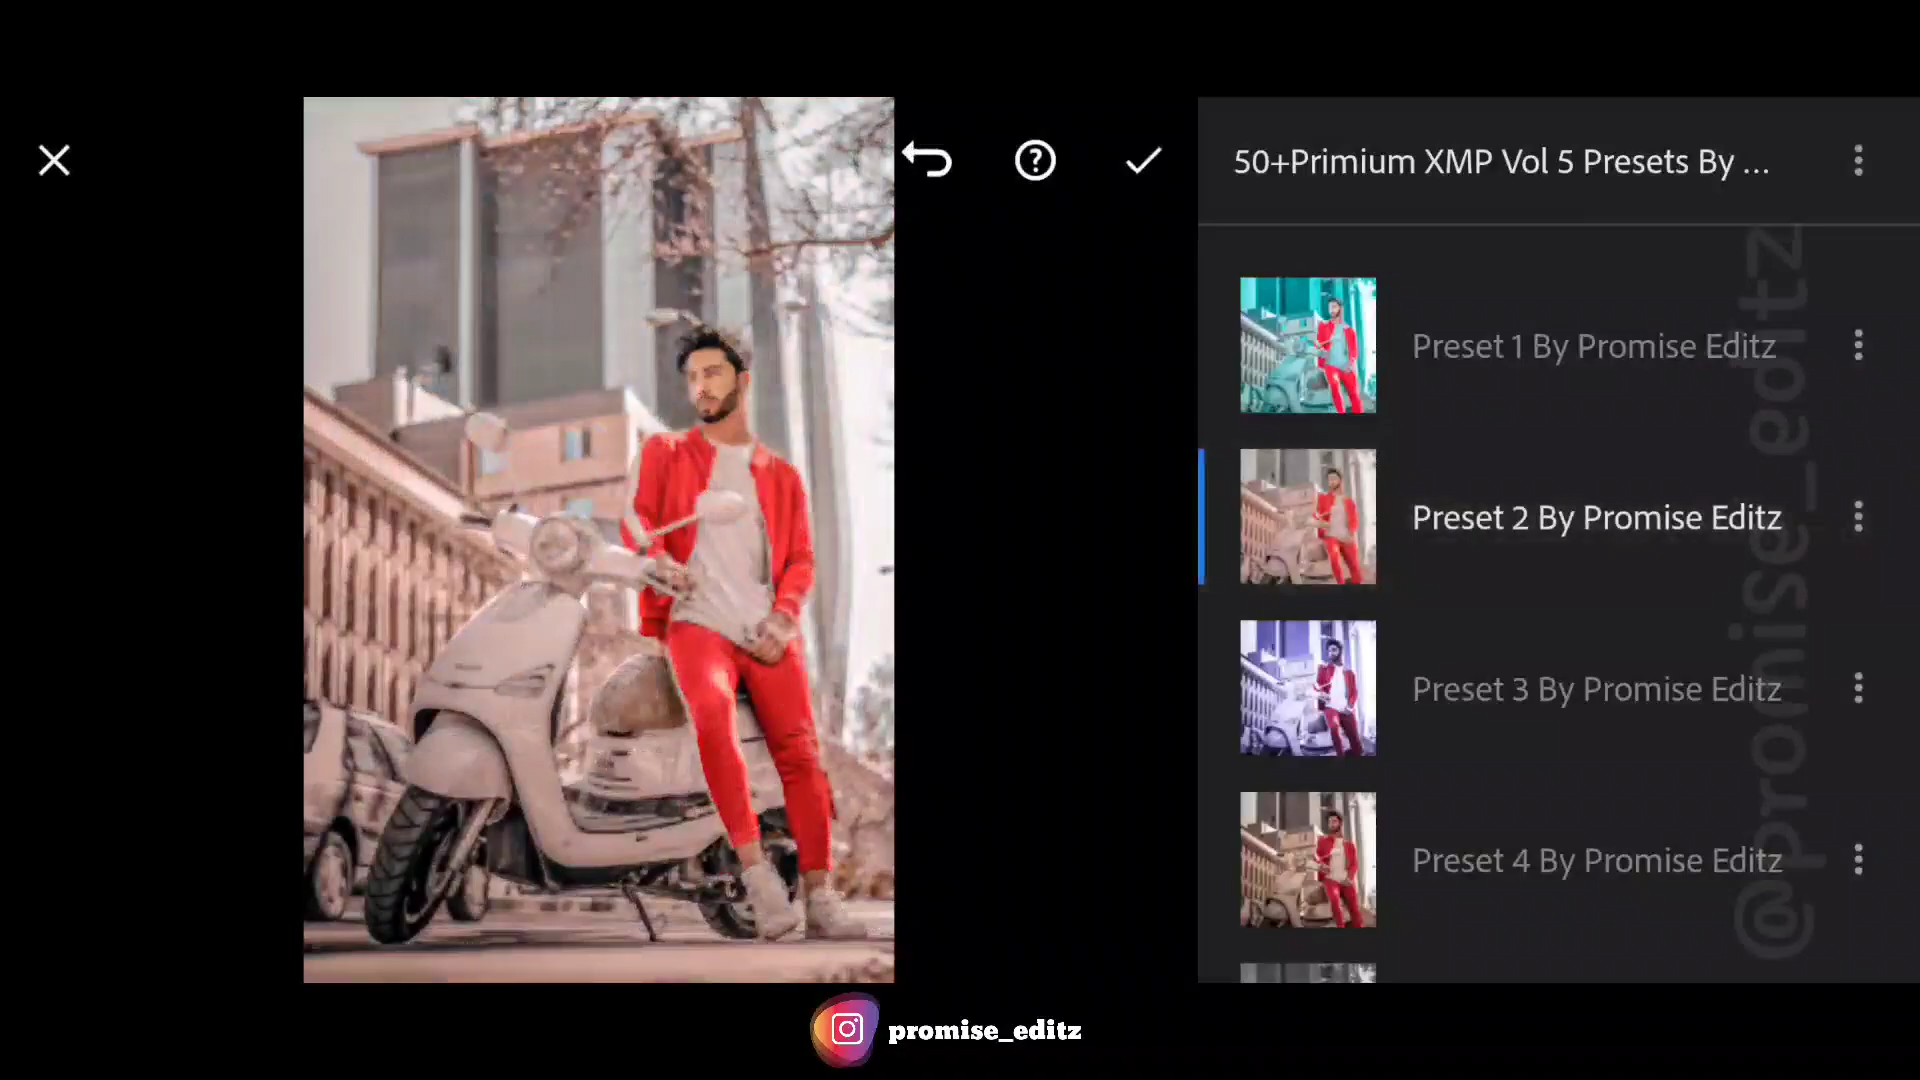 50+Primium XMP Vol 5 Presets By ...
Preset 1 By Promise Editz
Preset 2 By Promise Editz
Preset 3 By Promise Editz
Preset 4 By Promise Editz
@promise_editz
promise_editz